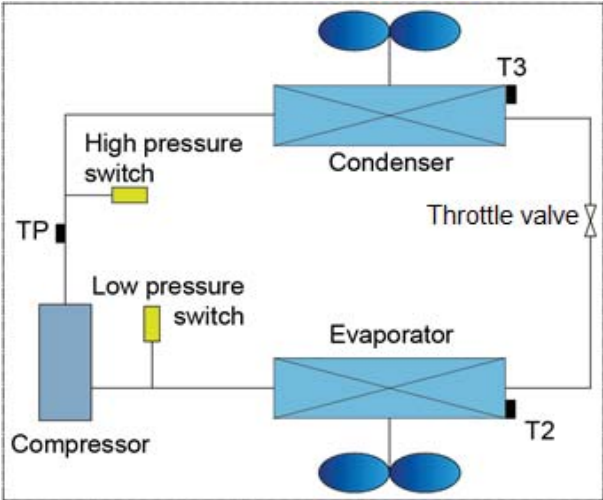 T3
High pressure
switch
Condenser
Throttle valve
TP
Low pressure
switch
Evaporator
T2
Compressor